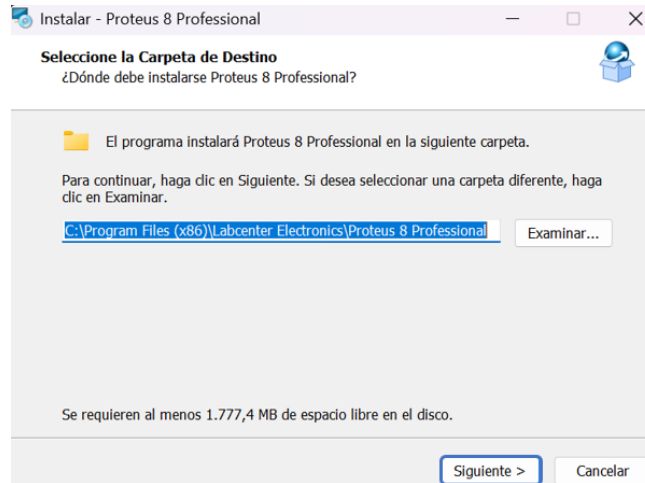 Instalar - Proteus 8 Professional
Seleccione la Carpeta de Destino
¿Dónde debe instalarse Proteus 8 Professional?
El programa instalará Proteus 8 Professional en la siguiente carpeta.
Para continuar, haga clic en Siguiente. Si desea seleccionar una carpeta diferente, haga
clic en Examinar.
C:\Program Files (x86)\Labcenter Electronics\Proteus 8 Professional
Examinar...
Se requieren al menos 1.777,4 MB de espacio libre en el disco.
Siguiente >
Cancelar